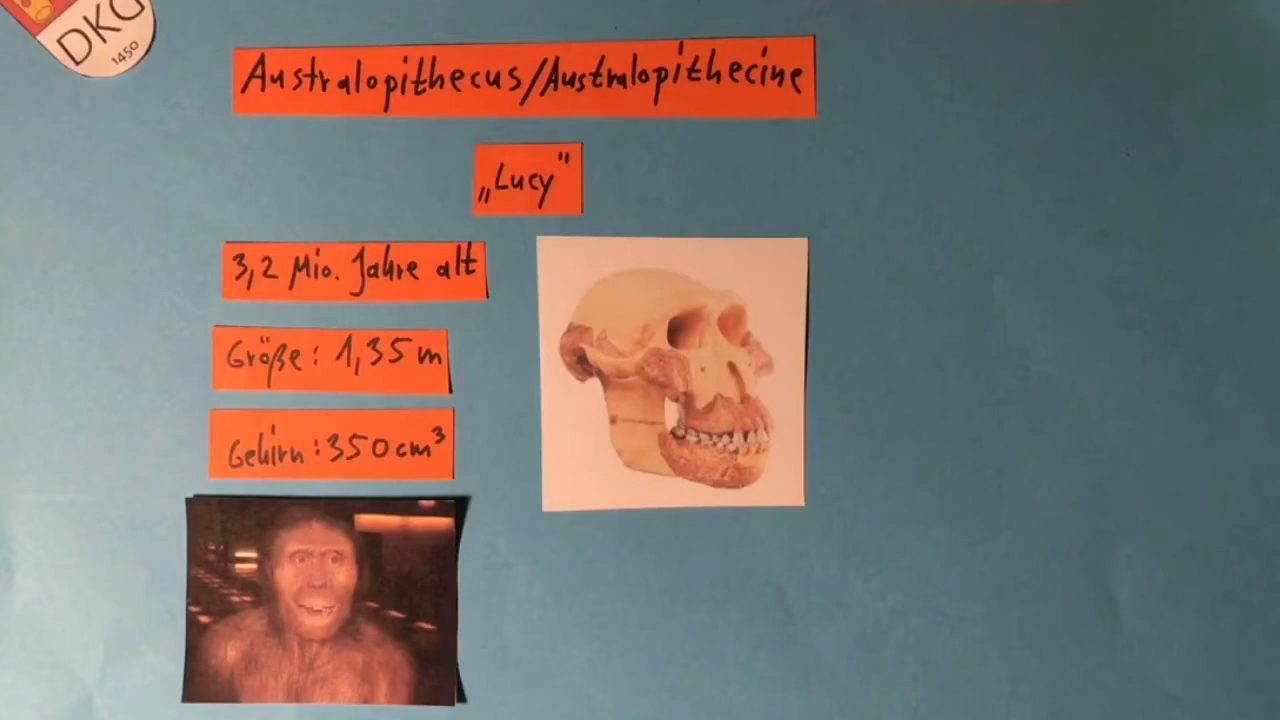 DKG
1450
Australopithecus/Australopithecine
„Lucy”
3,2 Mio. Jahre alt
Größe: 1,35 m
Gehirn: 350 cm³